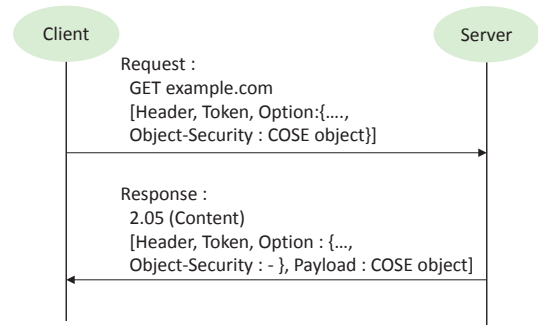 Client
Server
Request :
GET example.com
[Header, Token, Option:{....,
Object-Security : COSE object}]
Response :
2.05 (Content)
[Header, Token, Option : {...,
Object-Security : - }, Payload : COSE object]